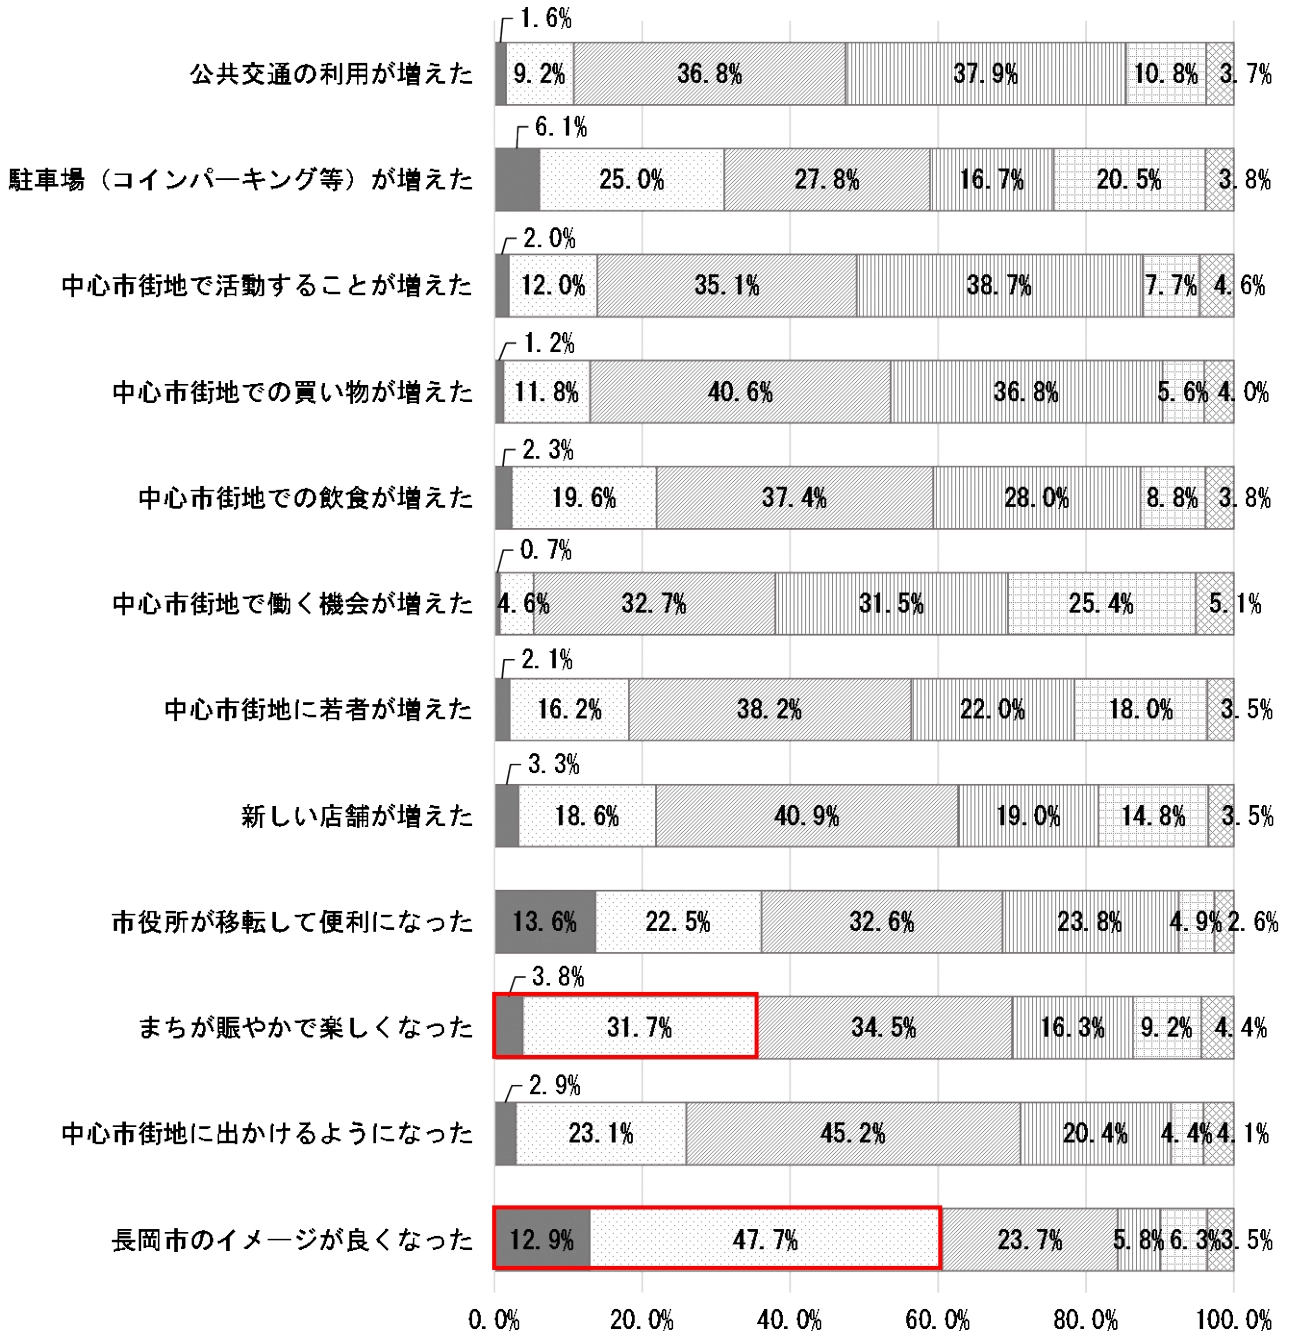 1.6%
公共交通の利用が増えた 9.2% 36.8% 37.9% 10.8% 3.7%
6.1%
駐車場（コインパーキング等）が増えた 25.0% 27.8% 16.7% 20.5% 3.8%
2.0%
中心市街地で活動することが増えた 12.0% 35.1% 38.7% 7.7% 4.6%
1.2%
中心市街地での買い物が増えた 11.8% 40.6% 36.8% 5.6% 4.0%
2.3%
中心市街地での飲食が増えた 19.6% 37.4% 28.0% 8.8% 3.8%
0.7%
中心市街地で働く機会が増えた 4.6% 32.7% 31.5% 25.4% 5.1%
2.1%
中心市街地に若者が増えた 16.2% 38.2% 22.0% 18.0% 3.5%
3.3%
新しい店舗が増えた 18.6% 40.9% 19.0% 14.8% 3.5%
市役所が移転して便利になった 13.6% 22.5% 32.6% 23.8% 4.9% 2.6%
3.8%
まちが賑やかで楽しくなった 31.7% 34.5% 16.3% 9.2% 4.4%
2.9%
中心市街地に出かけるようになった 23.1% 45.2% 20.4% 4.4% 4.1%
長岡市のイメージが良くなった 12.9% 47.7% 23.7% 5.8% 6.3% 3.5%
0.0% 20.0% 40.0% 60.0% 80.0% 100.0%